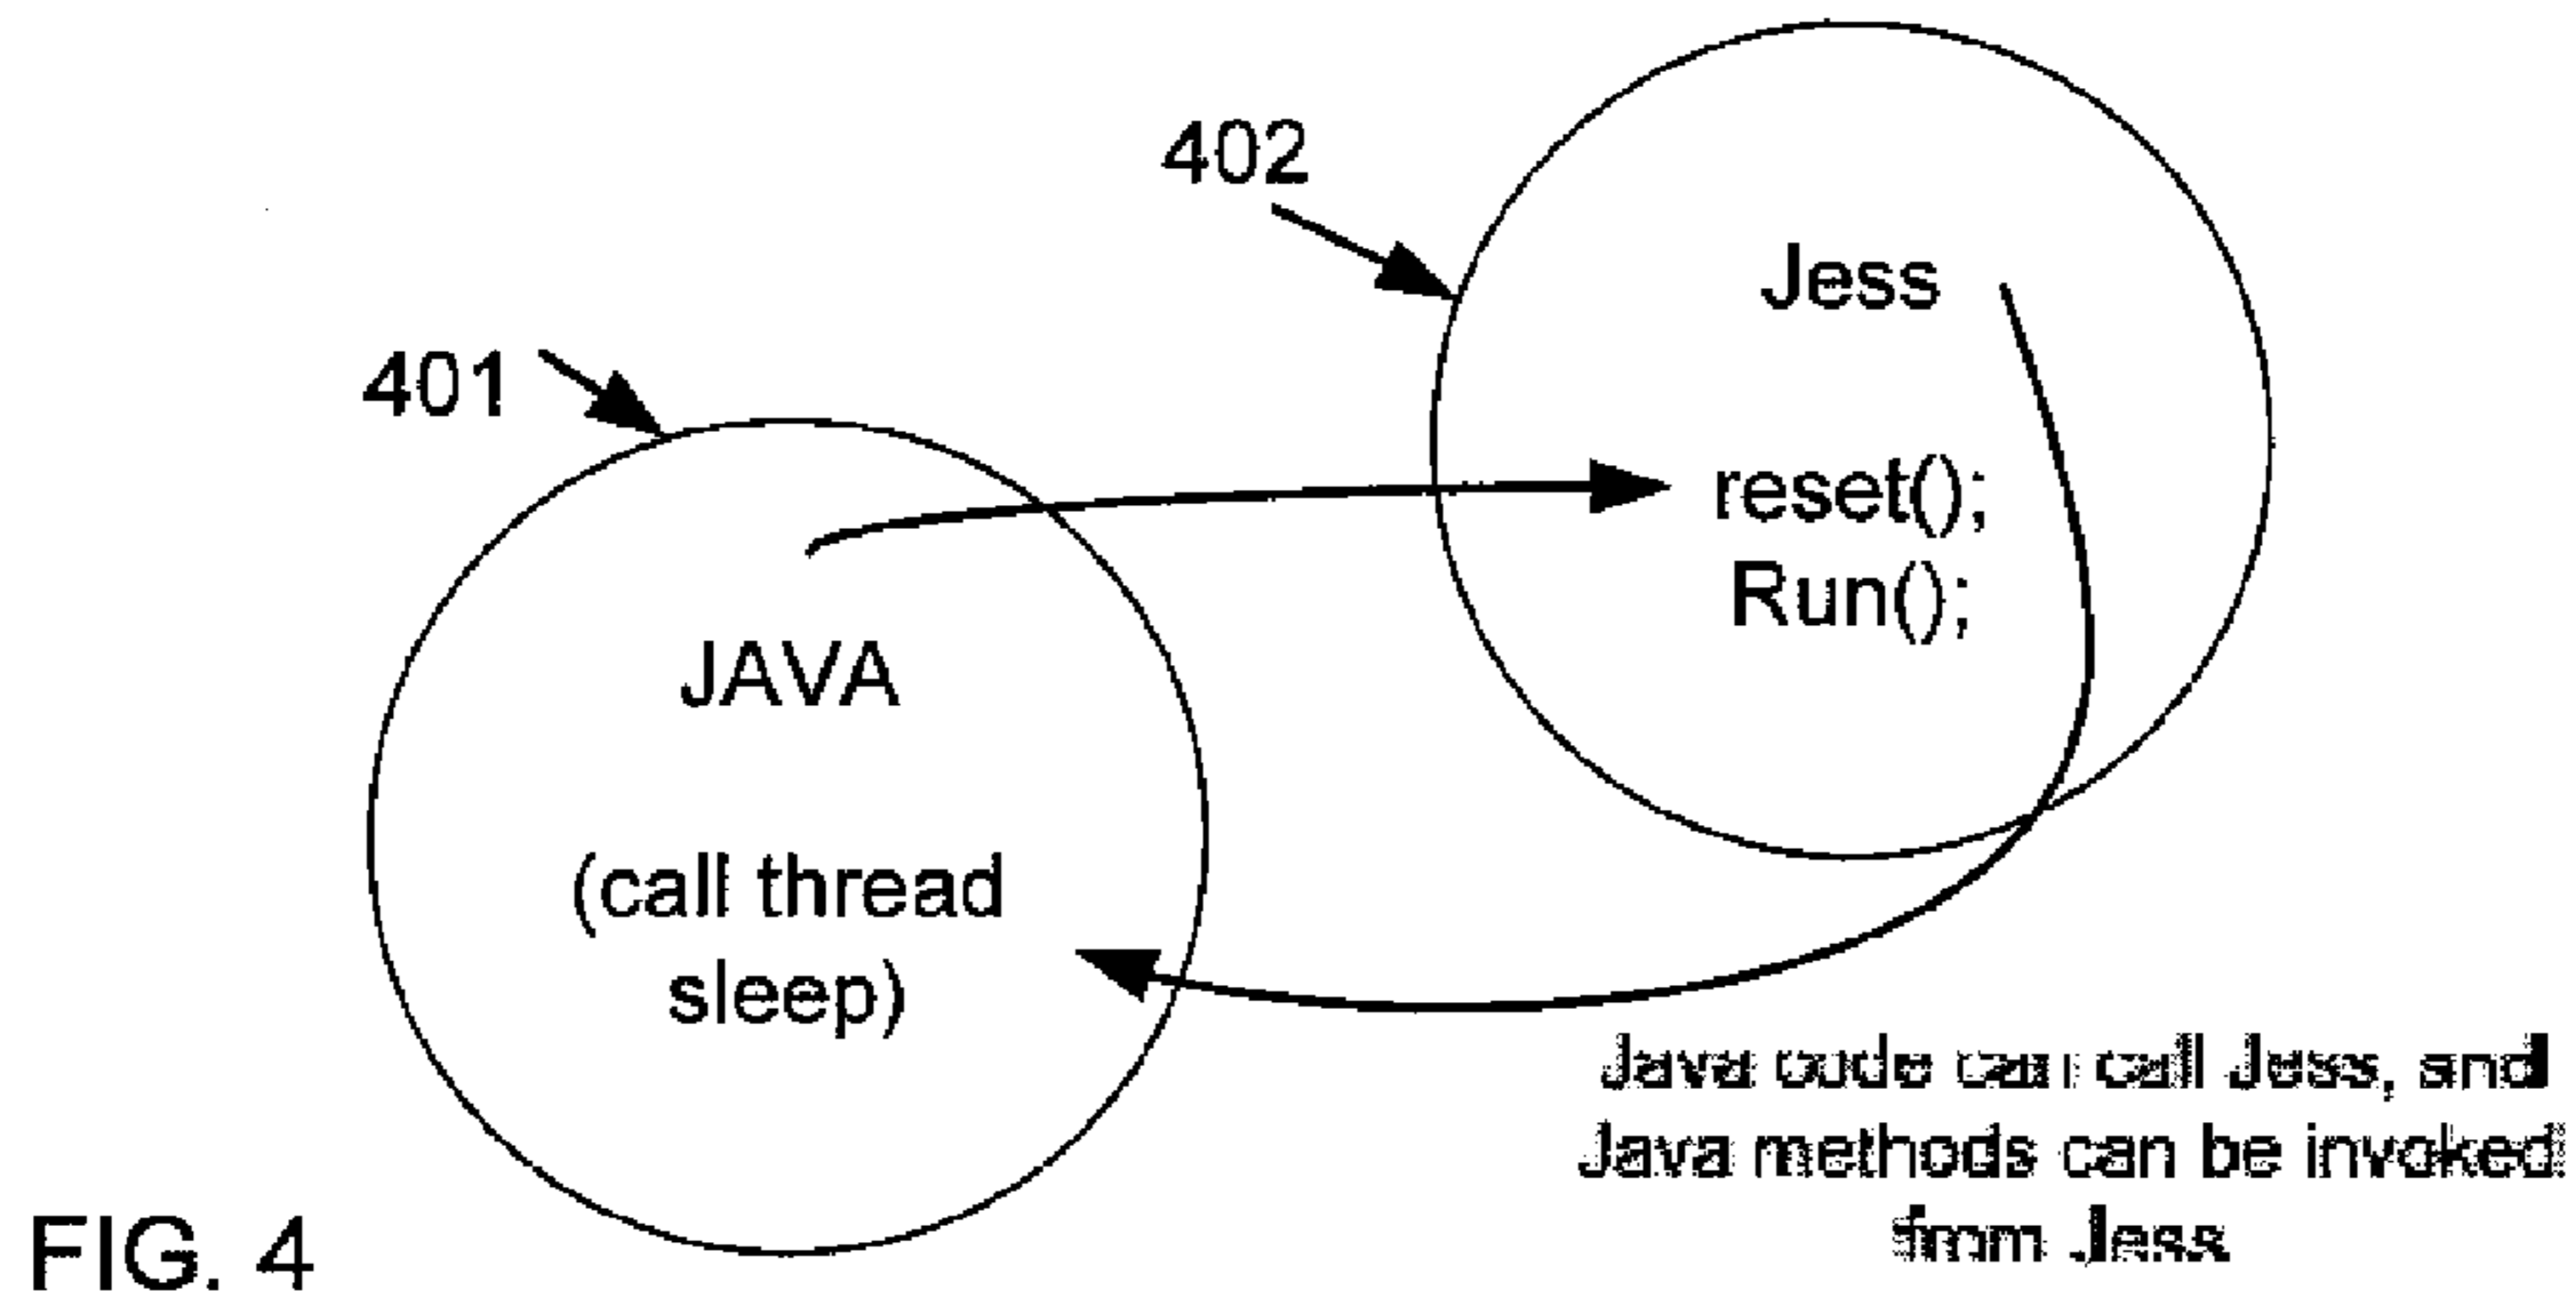 402
Jess
401
reset();
Run();
JAVA
(call thread
sleep)
Java code can call Jess, and
Java methods can be invoked
from Jess
FIG. 4